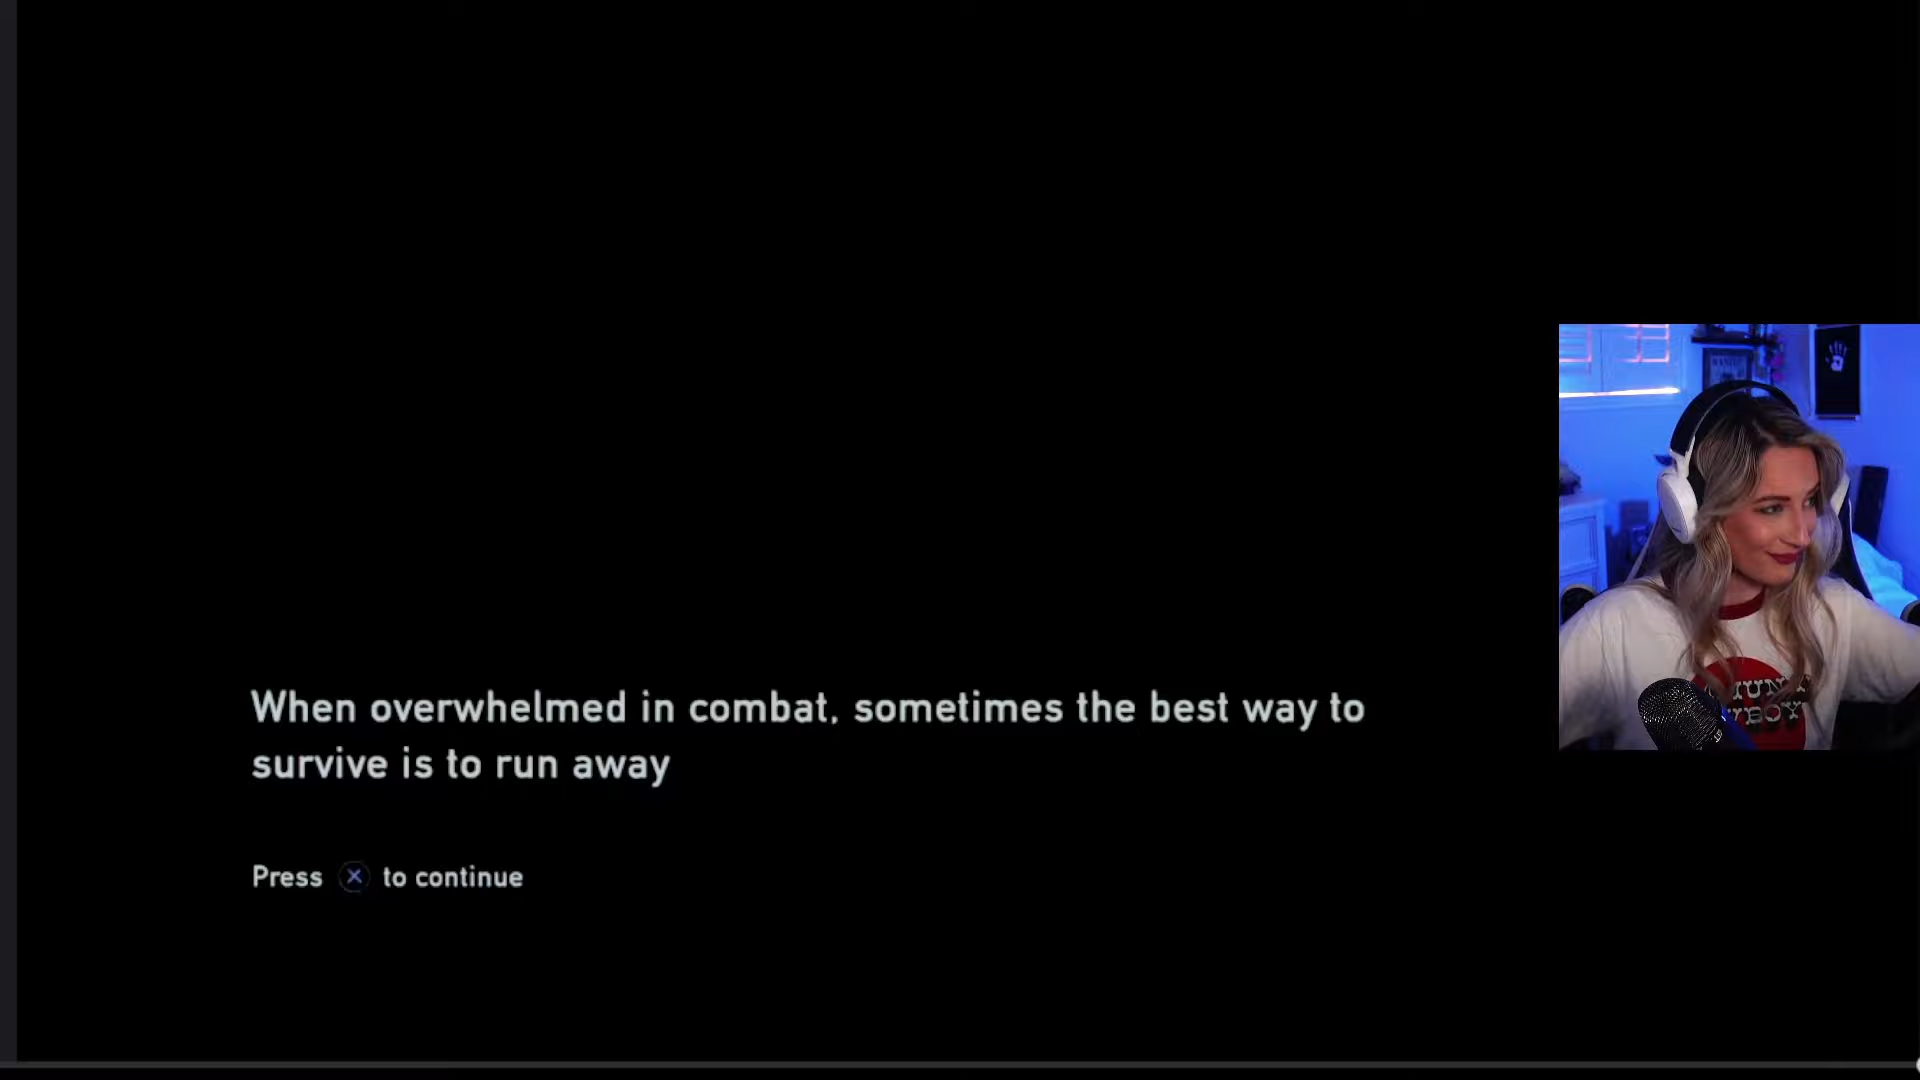 When overwhelmed in combat, sometimes the best way to
survive is to run away
Press ⓧ to continue